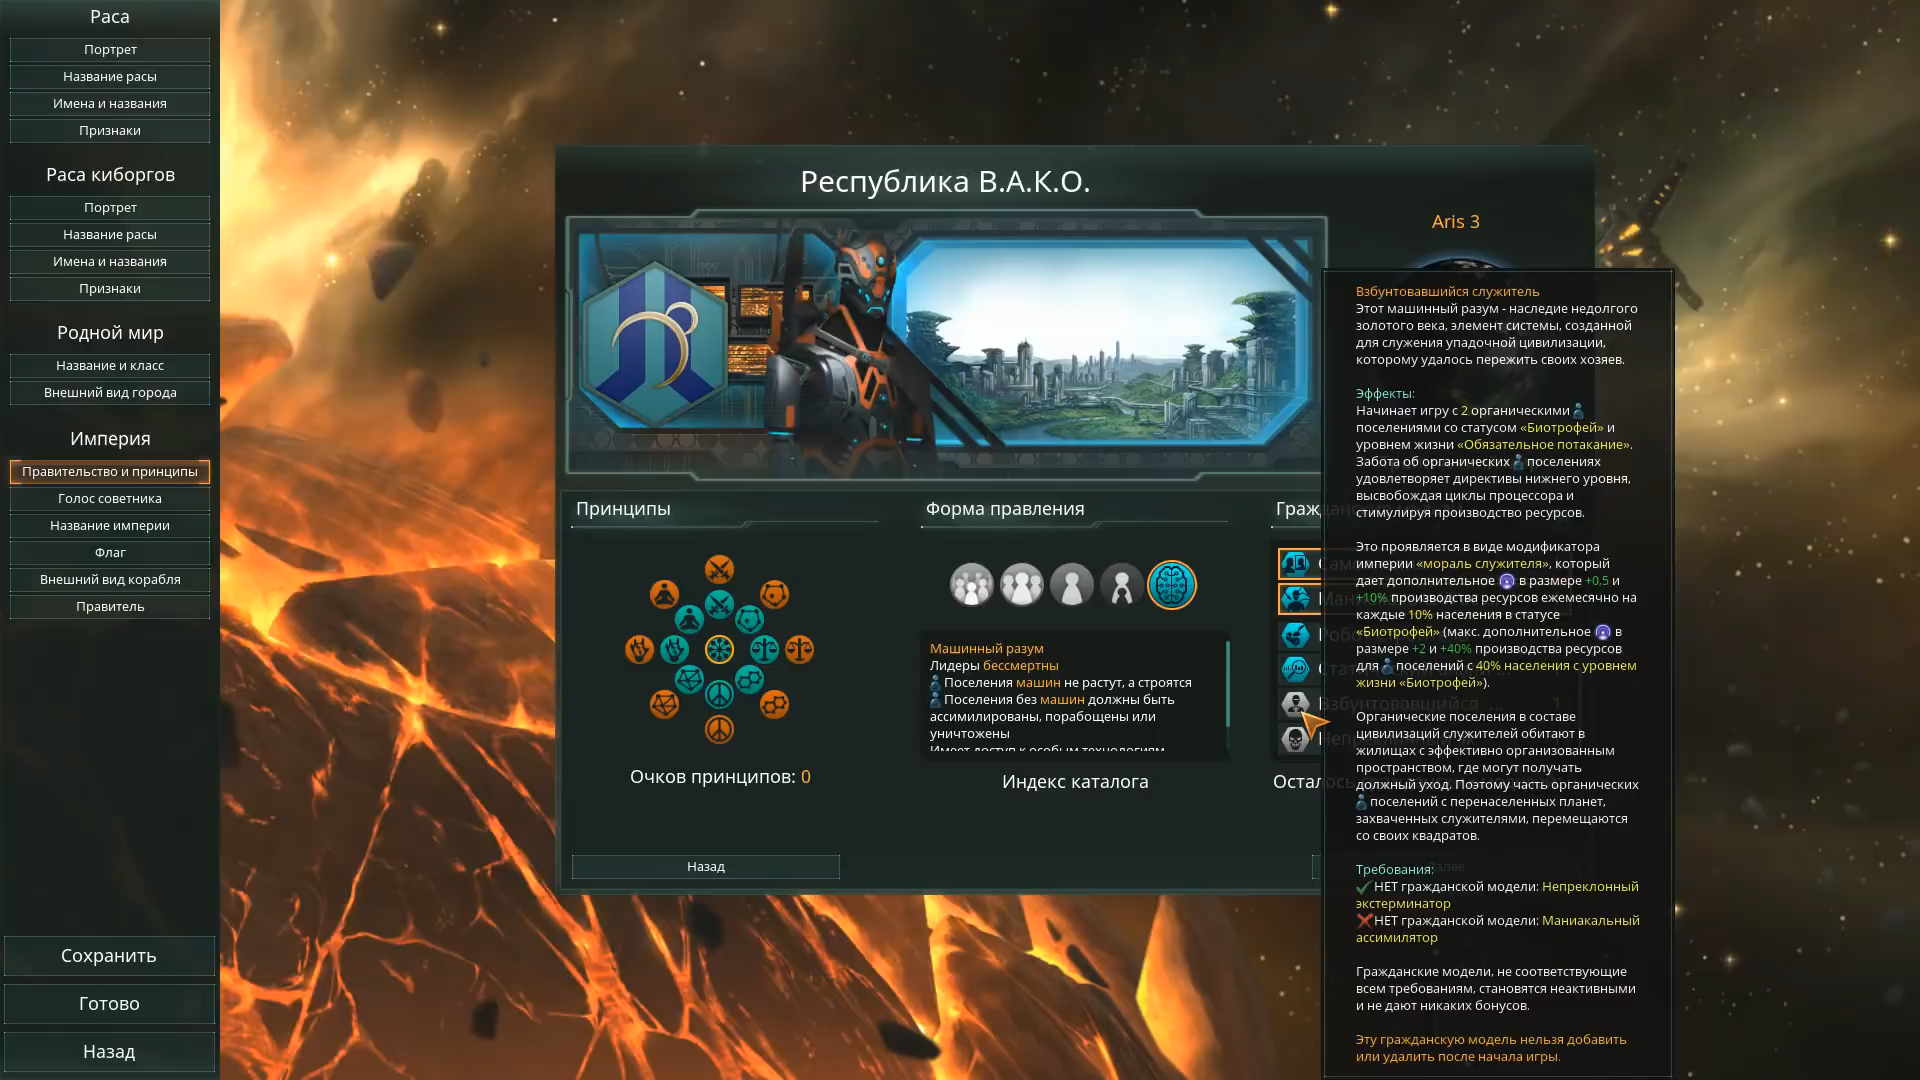 Раса
Портрет
Название расы
Имена и названия
Признаки
Раса киборгов
Портрет
Название расы
Имена и названия
Признаки
Родной мир
Название и класс
Внешний вид города
Империя
Правительство и принципы
Голос советника
Название империи
Флаг
Внешний вид корабля
Правитель
Сохранить
Готово
Назад
Республика В.А.К.О.
Aris 3
Принципы
Очков принципов: 0
Форма правления
Машинный разум
Лидеры бессмертны
Поселения машин не растут, а строятся
Поселения без машин должны быть
ассимилированы, порабощены или
уничтожены
Имеет доступ к особым технологиям
Индекс каталога
Назад
Взбунтовавшийся ... 1
Взбунтовавшийся служитель
Этот машинный разум - наследие недолгого
золотого века, элемент системы, созданной
для служения упадочной цивилизации,
которому удалось пережить своих хозяев.
Эффекты:
Начинает игру с 2 органическими
поселениями со статусом «Биотрофей» и
уровнем жизни «Обязательное потакание».
Забота об органических поселениях
удовлетворяет директивы нижнего уровня,
высвобождая циклы процессора и
стимулируя производство ресурсов.
Это проявляется в виде модификатора
империи «мораль служителя», который
дает дополнительное в размере +0,5 и
+10% производства ресурсов ежемесячно на
каждые 10% населения в статусе
«Биотрофей» (макс. дополнительное в
размере +2 и +40% производства ресурсов
для поселений с 40% населения с уровнем
жизни «Биотрофей»).
Органические поселения в составе
цивилизаций служителей обитают в
жилищах с эффективно организованным
пространством, где могут получать
должный уход. Поэтому часть органических
поселений с перенаселенных планет,
захваченных служителями, перемещаются
со своих квадратов.
Требования:
НЕТ гражданской модели: Непреклонный
экстерминатор
НЕТ гражданской модели: Маниакальный
ассимилятор
Гражданские модели, не соответствующие
всем требованиям, становятся неактивными
и не дают никаких бонусов.
Эту гражданскую модель нельзя добавить
или удалить после начала игры.